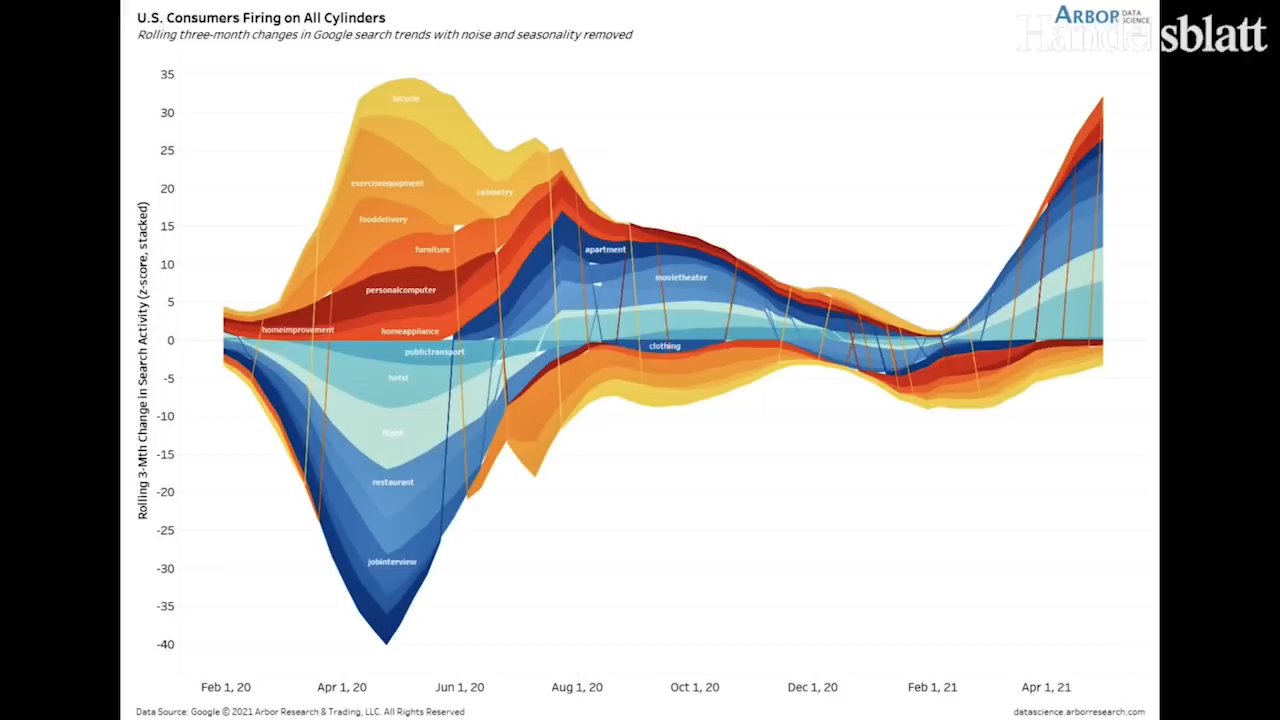 U.S. Consumers Firing on All Cylinders
Rolling three-month changes in Google search trends with noise and seasonality removed
ARBOR DATA SCIENCE
Handelsblatt
Rolling 3-Mth Change in Search Activity (z-score, stacked)
35
30
25
20
15
10
5
0
-5
-10
-15
-20
-25
-30
-35
-40
bicycle
exerciseequipment
cabinetry
fooddelivery
furniture
apartment
movietheater
personalcomputer
homeimprovement
homeappliance
clothing
publictransport
hotel
flight
restaurant
jobinterview
Feb 1, 20
Apr 1, 20
Jun 1, 20
Aug 1, 20
Oct 1, 20
Dec 1, 20
Feb 1, 21
Apr 1, 21
Data Source: Google © 2021 Arbor Research & Trading, LLC. All Rights Reserved
datascience.arborresearch.com